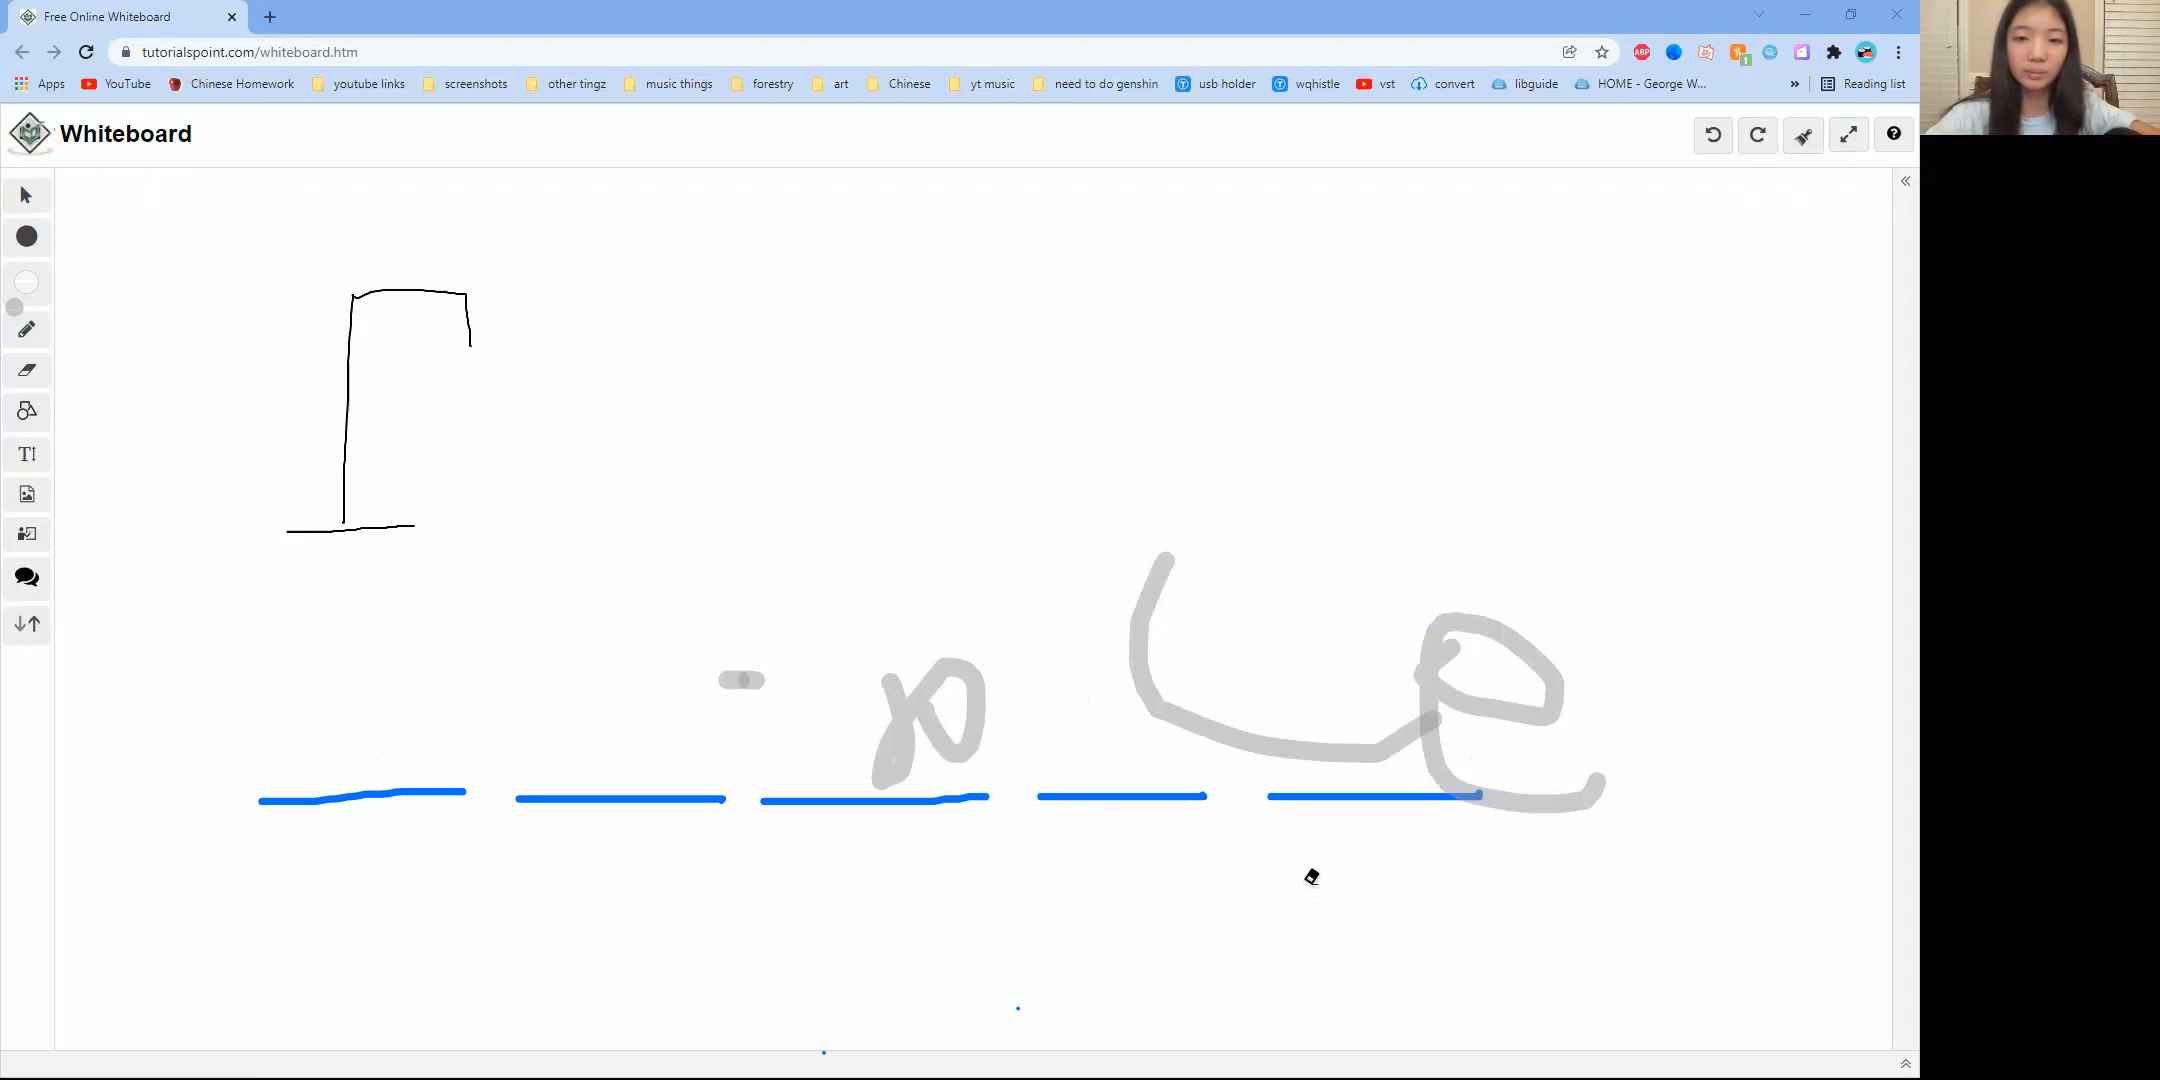 Free Online Whiteboard
tutorialspoint.com/whiteboard.htm
ABP
1
Apps YouTube Chinese Homework youtube links screenshots other tingz music things forestry art Chinese yt music need to do genshin usb holder wqhistle vst convert libguide HOME - George W... » Reading list
Whiteboard
T
e